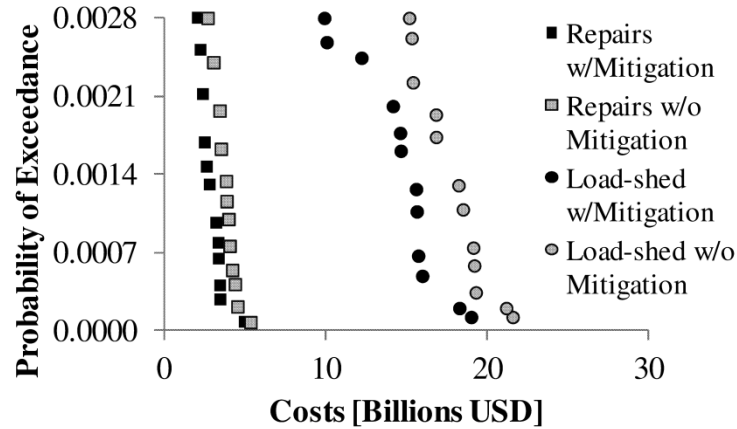 0.0028
0.0021
0.0014
0.0007
0.0000
Probability of Exceedance
0 10 20 30
Costs [Billions USD]
Repairs
w/Mitigation
Repairs w/o
Mitigation
Load-shed
w/Mitigation
Load-shed w/o
Mitigation